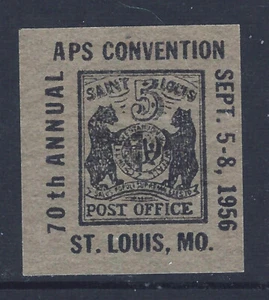 APS CONVENTION
70th ANNUAL
SEPT. 5-8, 1956
SAINT LOUIS
5
POST OFFICE
ST. LOUIS, MO.